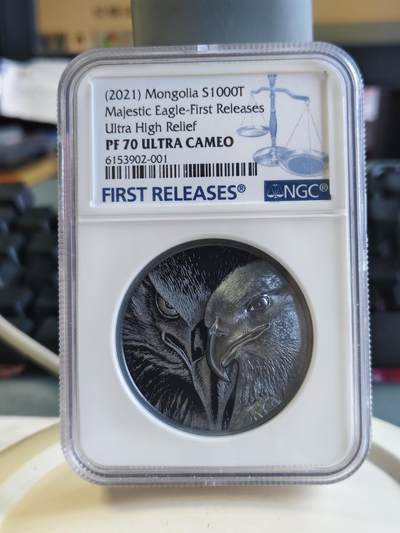 (2021) Mongolia S1000T
Majestic Eagle-First Releases
Ultra High Relief
PF 70 ULTRA CAMEO
6153902-001
FIRST RELEASES®
NGC®